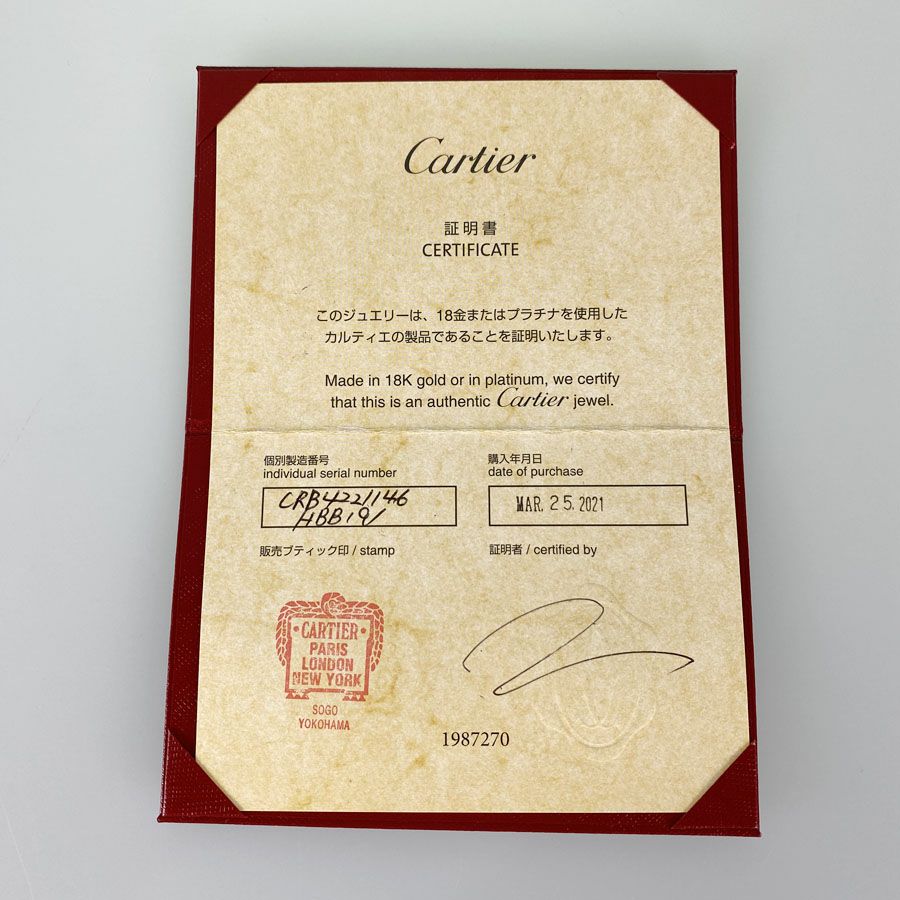 Cartier
証明書
CERTIFICATE
このジュエリーは、18金またはプラチナを使用した
カルティエの製品であることを証明いたします。
Made in 18K gold or in platinum, we certify
that this is an authentic Cartier jewel.
個別製造番号
individual serial number
CRB4221146
HBB191
購入年月日
date of purchase
MAR. 25. 2021
販売ブティック印 / stamp
証明者 / certified by
CARTIER
PARIS
LONDON
NEW YORK
SOGO
YOKOHAMA
1987270